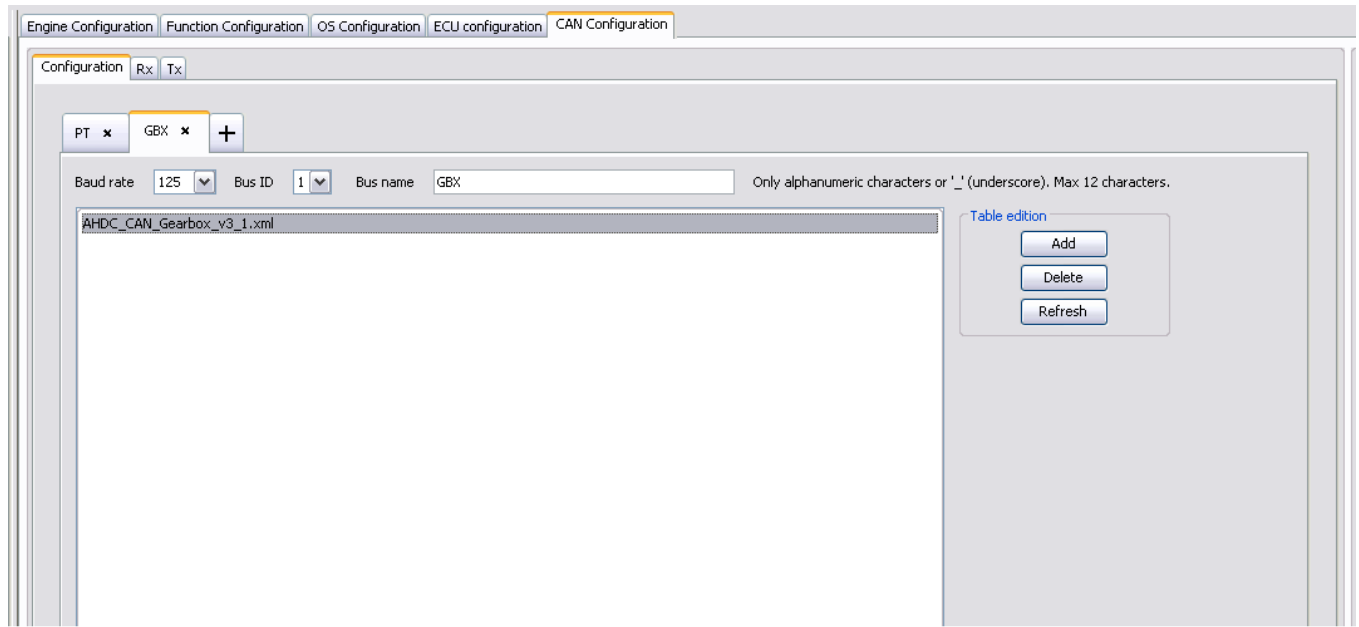 Engine Configuration Function Configuration OS Configuration ECU configuration CAN Configuration
Configuration Rx Tx
PT × GBX × +
Baud rate 125 Bus ID 1 Bus name GBX Only alphanumeric characters or '_' (underscore). Max 12 characters.
AHDC_CAN_Gearbox_v3_1.xml
Table edition
Add
Delete
Refresh